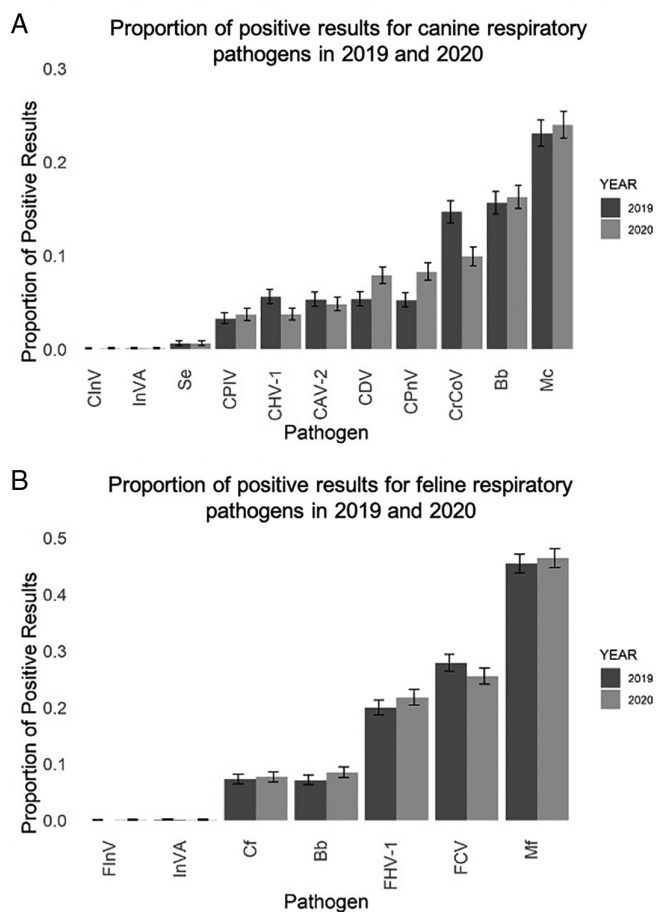 A
Proportion of positive results for canine respiratory
pathogens in 2019 and 2020
Proportion of Positive Results
0.3
0.2
0.1
0.0
CInV
InVA
Se
CPIV
CHV-1
CAV-2
CDV
CPnV
CrCoV
Bb
Mc
Pathogen
YEAR
2019
2020
B
Proportion of positive results for feline respiratory
pathogens in 2019 and 2020
Proportion of Positive Results
0.5
0.4
0.3
0.2
0.1
0.0
FInV
InVA
Cf
Bb
FHV-1
FCV
Mf
Pathogen
YEAR
2019
2020